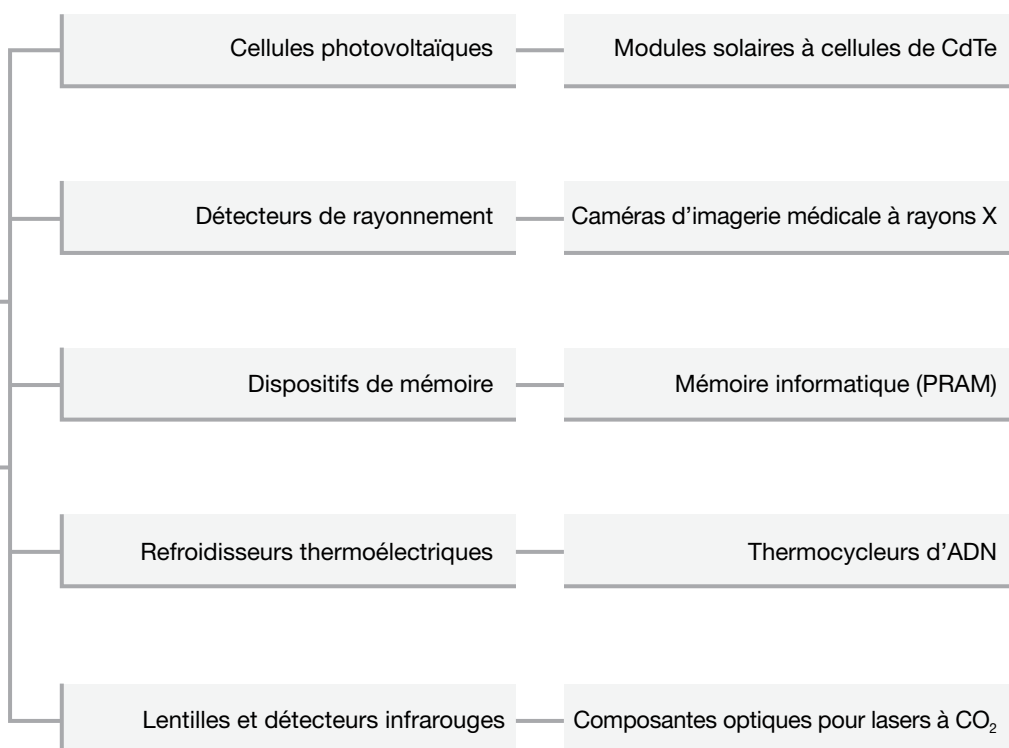 Cellules photovoltaïques
Modules solaires à cellules de CdTe
Détecteurs de rayonnement
Caméras d’imagerie médicale à rayons X
Dispositifs de mémoire
Mémoire informatique (PRAM)
Refroidisseurs thermoélectriques
Thermocycleurs d’ADN
Lentilles et détecteurs infrarouges
Composantes optiques pour lasers à CO₂